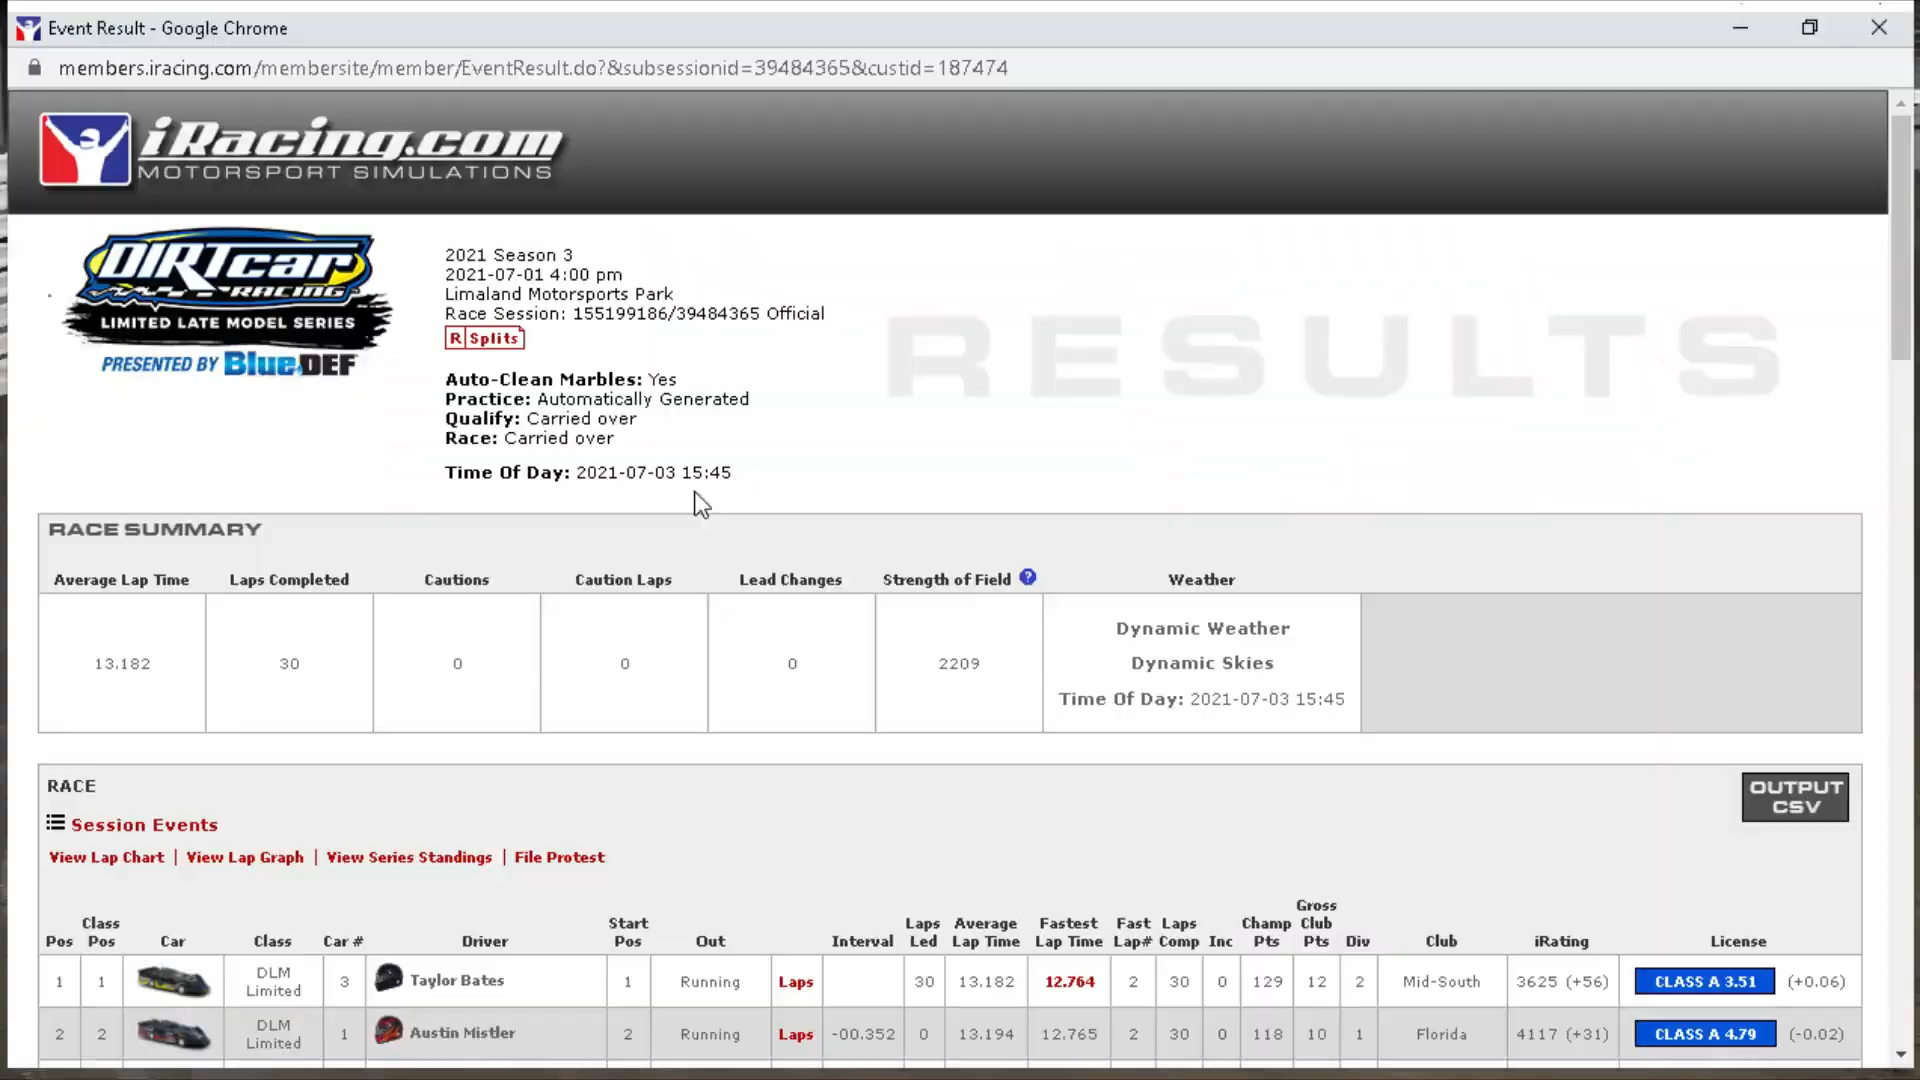 Event Result - Google Chrome
members.iracing.com/membersite/member/EventResult.do?&subsessionid=39484365&custid=187474
iRacing.com
MOTORSPORT SIMULATIONS
DIRTcar
RACING
LIMITED LATE MODEL SERIES
PRESENTED BY BlueDEF
2021 Season 3
2021-07-01 4:00 pm
Limaland Motorsports Park
Race Session: 155199186/39484365 Official
R Splits
Auto-Clean Marbles: Yes
Practice: Automatically Generated
Qualify: Carried over
Race: Carried over
Time Of Day: 2021-07-03 15:45
RESULTS
RACE SUMMARY
Average Lap Time Laps Completed Cautions Caution Laps Lead Changes Strength of Field ? Weather
13.182 30 0 0 0 2209 Dynamic Weather
Dynamic Skies
Time Of Day: 2021-07-03 15:45
RACE
OUTPUT CSV
Session Events
View Lap Chart | View Lap Graph | View Series Standings | File Protest
Pos Class Pos Car Class Car # Driver Start Pos Out Interval Laps Led Average Lap Time Fastest Lap Time Fast Lap# Laps Comp Inc Champ Pts Gross Club Pts Div Club iRating License
1 1 DLM Limited 3 Taylor Bates 1 Running Laps 30 13.182 12.764 2 30 0 129 12 2 Mid-South 3625 (+56) CLASS A 3.51 (+0.06)
2 2 DLM Limited 1 Austin Mistler 2 Running Laps -00.352 0 13.194 12.765 2 30 0 118 10 1 Florida 4117 (+31) CLASS A 4.79 (-0.02)